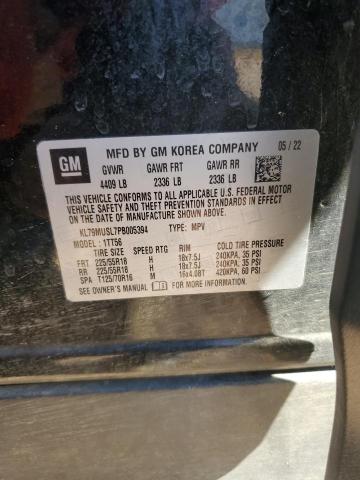 GM
MFD BY GM KOREA COMPANY 05 / 22
GVWR GAWR FRT GAWR RR
4409 LB 2336 LB 2336 LB
THIS VEHICLE CONFORMS TO ALL APPLICABLE U.S. FEDERAL MOTOR
VEHICLE SAFETY AND THEFT PREVENTION STANDARDS IN EFFECT
ON THE DATE OF MANUFACTURE SHOWN ABOVE.
KL79MUSL7PB005394 TYPE: MPV
MODEL: 1TT56
TIRE SIZE SPEED RTG RIM COLD TIRE PRESSURE
FRT 225/55R18 H 18x7.5J 240KPA, 35 PSI
RR 225/55R18 H 18x7.5J 240KPA, 35 PSI
SPA T125/70R16 M 16x4.08T 420KPA, 60 PSI
SEE OWNER'S MANUAL FOR MORE INFORMATION.